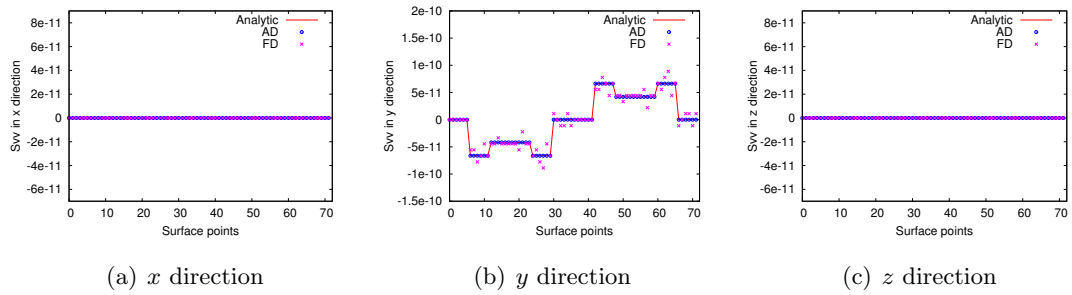 Svv in x direction
8e-11
6e-11
4e-11
2e-11
0
-2e-11
-4e-11
-6e-11
Analytic
AD
FD
0 10 20 30 40 50 60 70
Surface points
(a) x direction
Svv in y direction
2e-10
1.5e-10
1e-10
5e-11
0
-5e-11
-1e-10
-1.5e-10
Analytic
AD
FD
0 10 20 30 40 50 60 70
Surface points
(b) y direction
Svv in z direction
8e-11
6e-11
4e-11
2e-11
0
-2e-11
-4e-11
-6e-11
Analytic
AD
FD
0 10 20 30 40 50 60 70
Surface points
(c) z direction